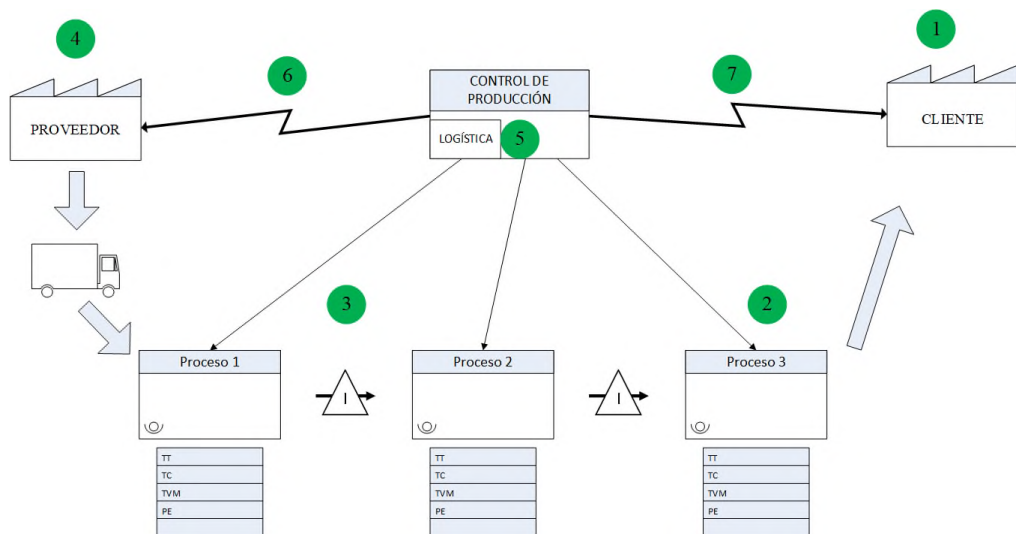 4
1
6
7
CONTROL DE
PRODUCCIÓN
PROVEEDOR
CLIENTE
LOGÍSTICA
5
3
2
Proceso 1
Proceso 2
Proceso 3
I
I
TT
TC
TVM
PE
TT
TC
TVM
PE
TT
TC
TVM
PE